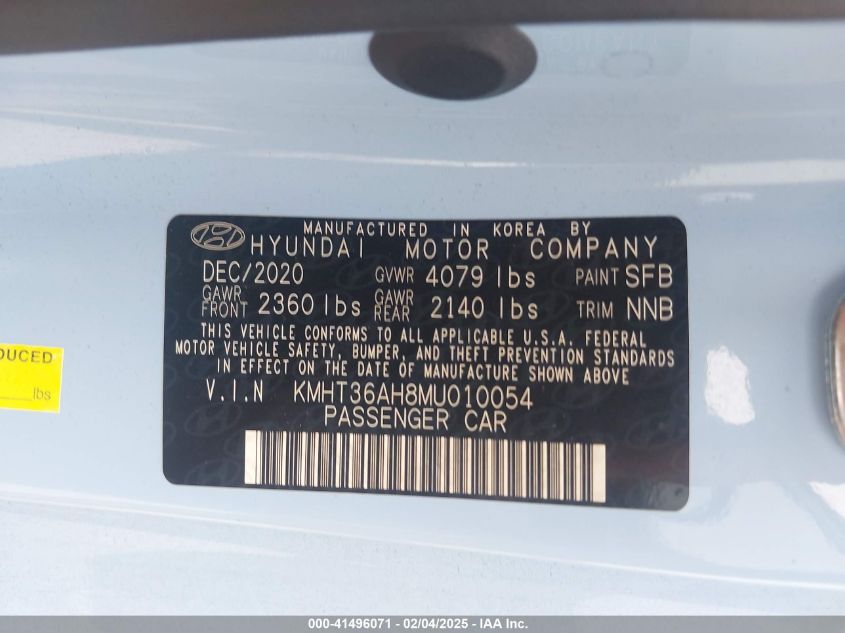 MANUFACTURED IN KOREA BY
HYUNDAI MOTOR COMPANY
DEC/2020 GVWR 4079 lbs PAINT SFB
GAWR FRONT 2360 lbs GAWR REAR 2140 lbs TRIM NNB
THIS VEHICLE CONFORMS TO ALL APPLICABLE U.S.A. FEDERAL
MOTOR VEHICLE SAFETY, BUMPER, AND THEFT PREVENTION STANDARDS
IN EFFECT ON THE DATE OF MANUFACTURE SHOWN ABOVE
V.I.N KMHT36AH8MU010054
PASSENGER CAR
lbs
000-41496071 - 02/04/2025 - IAA Inc.